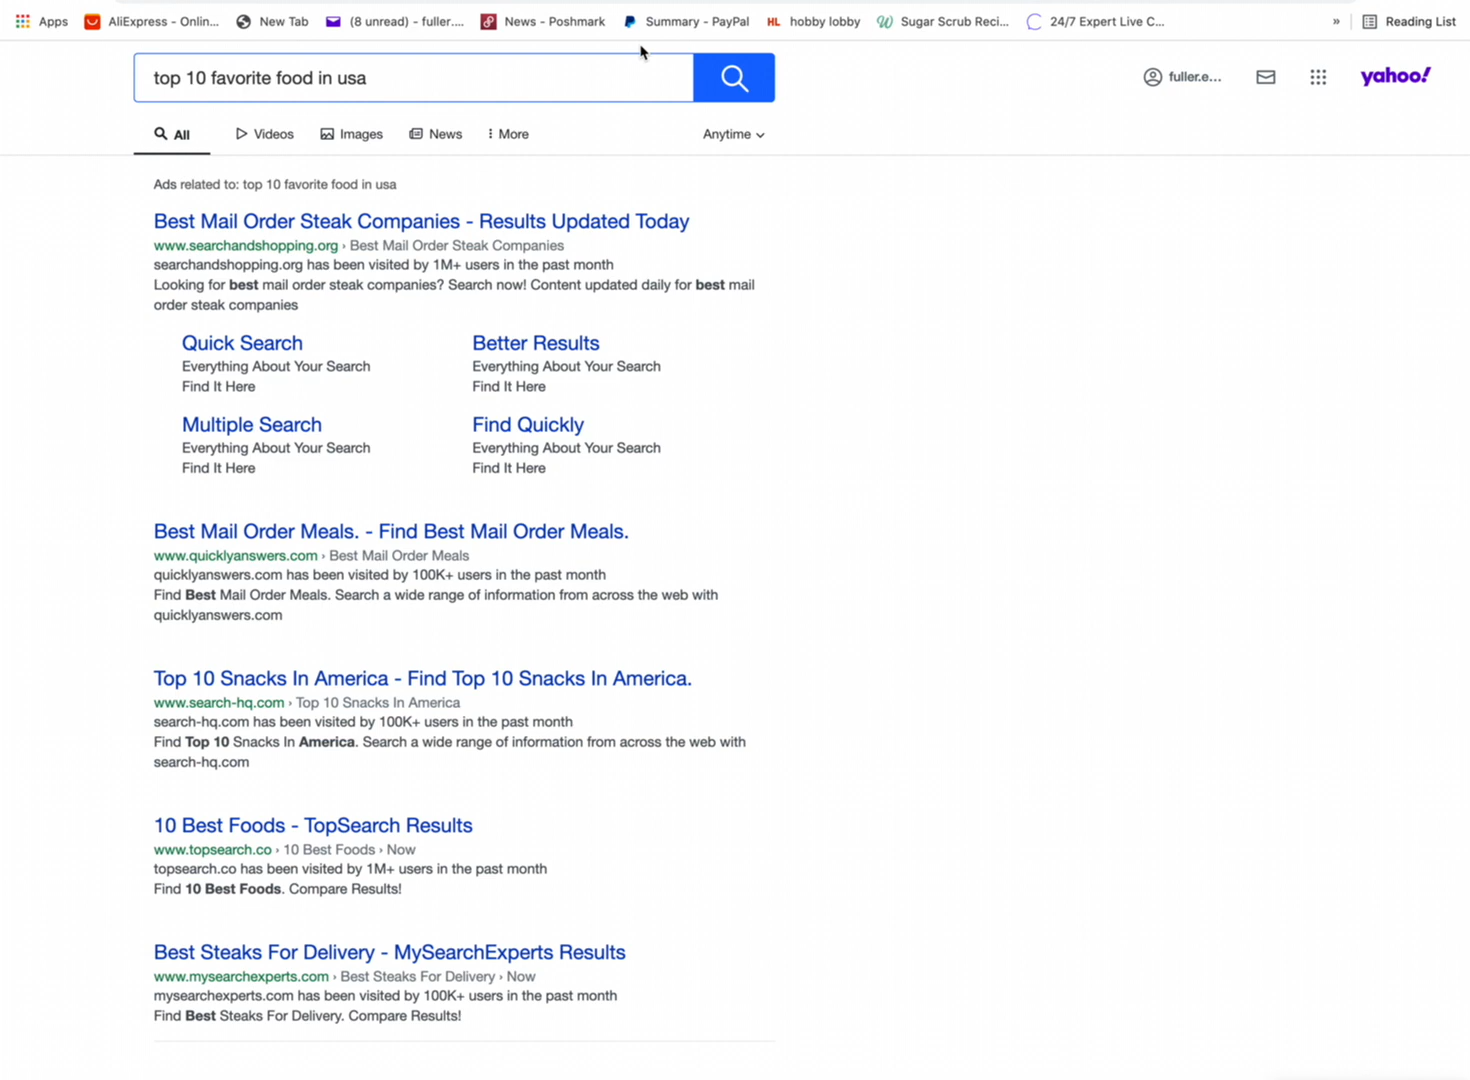 Apps AliExpress - Onlin... New Tab (8 unread) - fuller.... News - Poshmark Summary - PayPal HL hobby lobby Sugar Scrub Reci... 24/7 Expert Live C... » Reading List
top 10 favorite food in usa
fuller.e... yahoo!
All Videos Images News More Anytime
Ads related to: top 10 favorite food in usa
Best Mail Order Steak Companies - Results Updated Today
www.searchandshopping.org › Best Mail Order Steak Companies
searchandshopping.org has been visited by 1M+ users in the past month
Looking for best mail order steak companies? Search now! Content updated daily for best mail
order steak companies
Quick Search
Everything About Your Search
Find It Here
Better Results
Everything About Your Search
Find It Here
Multiple Search
Everything About Your Search
Find It Here
Find Quickly
Everything About Your Search
Find It Here
Best Mail Order Meals. - Find Best Mail Order Meals.
www.quicklyanswers.com › Best Mail Order Meals
quicklyanswers.com has been visited by 100K+ users in the past month
Find Best Mail Order Meals. Search a wide range of information from across the web with
quicklyanswers.com
Top 10 Snacks In America - Find Top 10 Snacks In America.
www.search-hq.com › Top 10 Snacks In America
search-hq.com has been visited by 100K+ users in the past month
Find Top 10 Snacks In America. Search a wide range of information from across the web with
search-hq.com
10 Best Foods - TopSearch Results
www.topsearch.co › 10 Best Foods › Now
topsearch.co has been visited by 1M+ users in the past month
Find 10 Best Foods. Compare Results!
Best Steaks For Delivery - MySearchExperts Results
www.mysearchexperts.com › Best Steaks For Delivery › Now
mysearchexperts.com has been visited by 100K+ users in the past month
Find Best Steaks For Delivery. Compare Results!